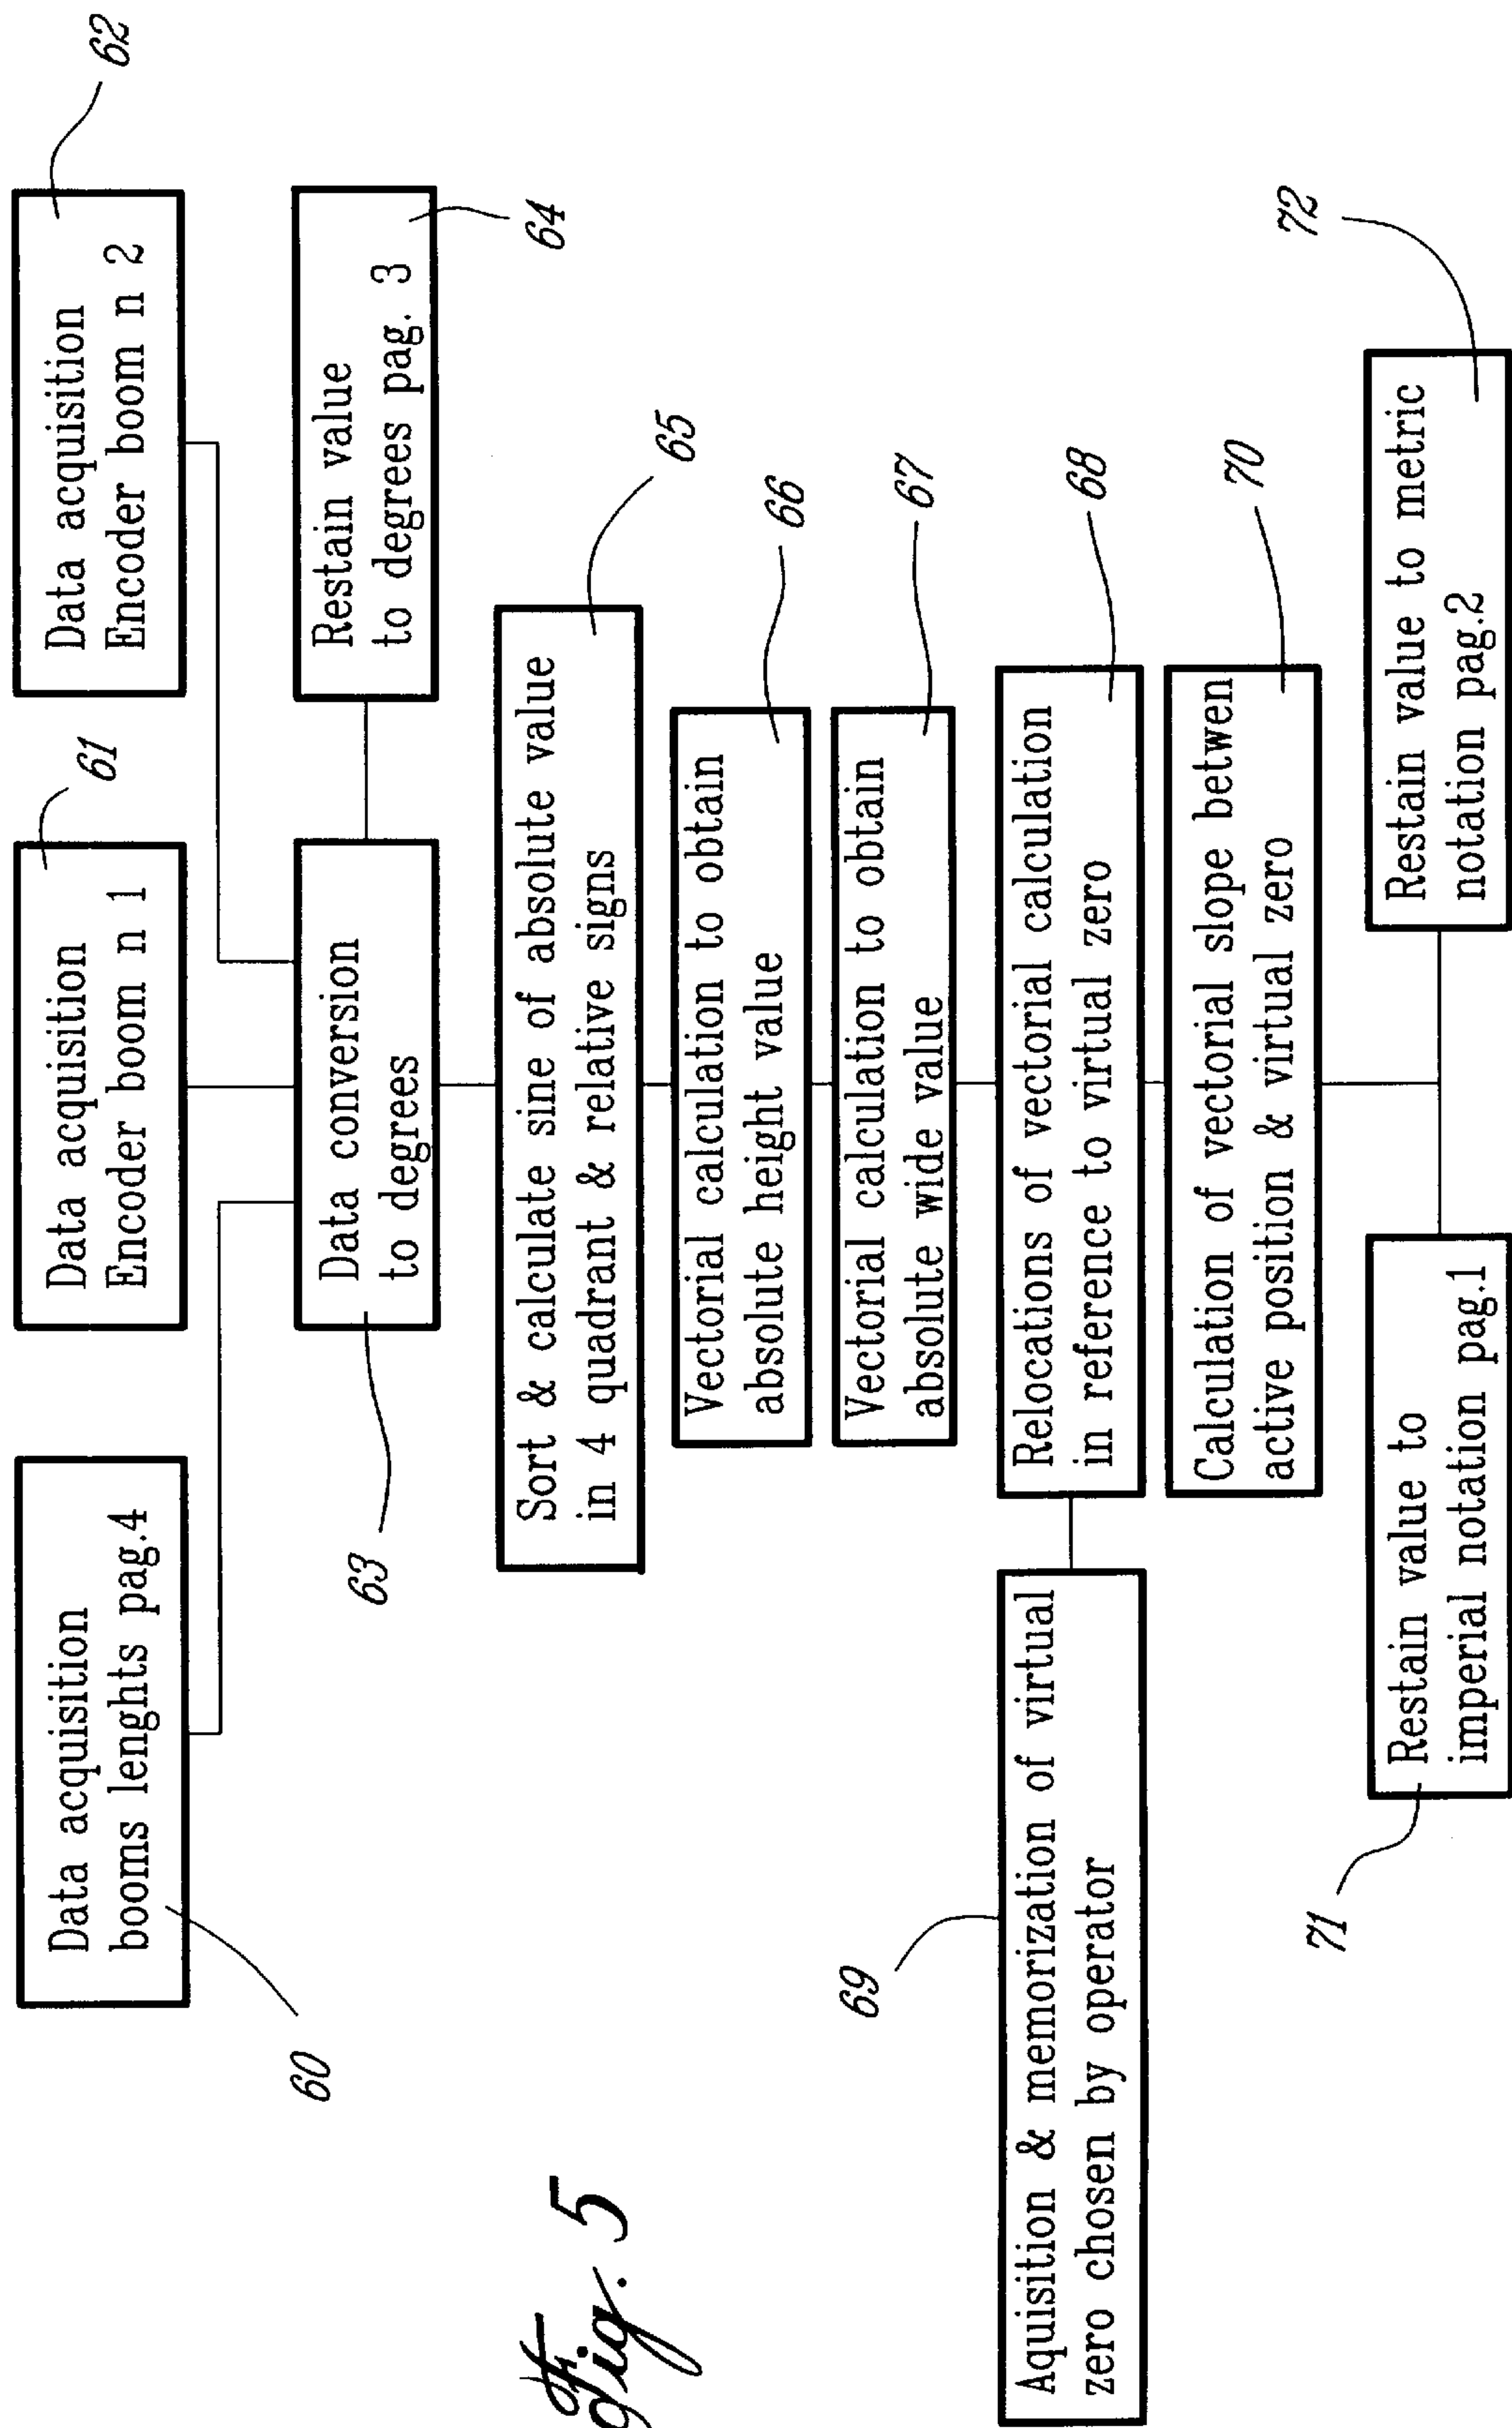 60
Data acquisition
booms lenghts pag.4
61
Data acquisition
Encoder boom n 1
62
Data acquisition
Encoder boom n 2
63
Data conversion
to degrees
64
Restain value
to degrees pag. 3
65
Sort & calculate sine of absolute value
in 4 quadrant & relative signs
66
Vectorial calculation to obtain
absolute height value
67
Vectorial calculation to obtain
absolute wide value
69
Aquisition & memorization of virtual
zero chosen by operator
68
Relocations of vectorial calculation
in reference to virtual zero
70
Calculation of vectorial slope betwen
active position & virtual zero
71
Restain value to
imperial notation pag.1
72
Restain value to metric
notation pag.2
Fig. 5